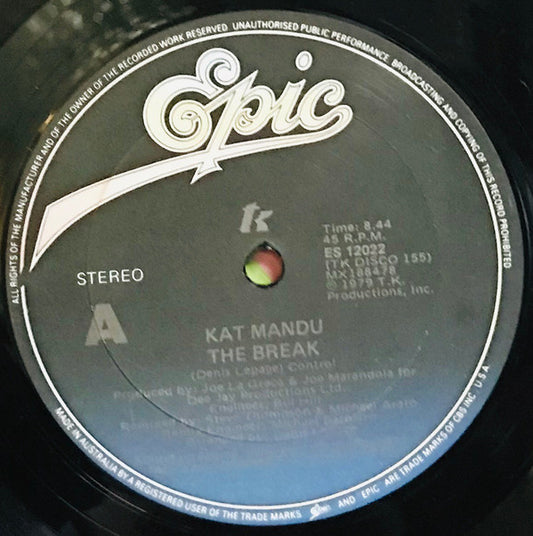 ALL RIGHTS OF THE MANUFACTURER AND OF THE OWNER OF THE RECORDED WORK RESERVED UNAUTHORISED PUBLIC PERFORMANCE BROADCASTING AND COPYING OF THIS RECORD PROHIBITED
Epic
tk
Time: 8.44
45 R.P.M.
ES 12022
(TK DISCO 155)
MX188478
℗ 1979 T.K.
Productions, Inc.
STEREO
A
KAT MANDU
THE BREAK
(Denis Lepage) Control
Produced by: Joe La Greca & Joe Marandola for
Dee Jay Productions Ltd.
MADE IN AUSTRALIA BY A REGISTERED USER OF THE TRADE MARKS Epic AND EPIC ARE TRADE MARKS OF CBS INC. U S A